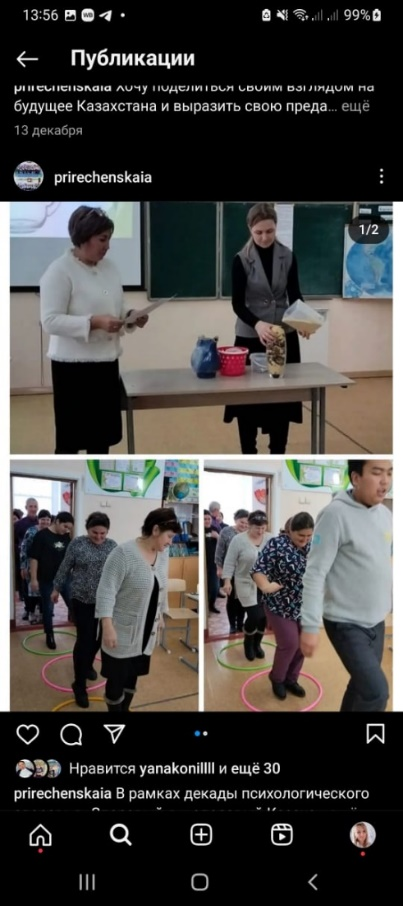 13:56
99%
Публикации
prirechenskaia Хочу поделиться своим взглядом на
будущее Казахстана и выразить свою преда... ещё
13 декабря
prirechenskaia
1/2
Нравится yanakonillll и ещё 30
prirechenskaia В рамках декады психологического